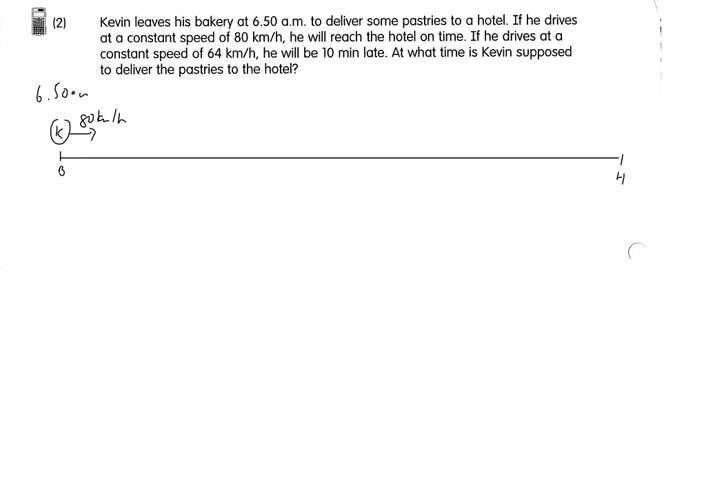 (2) Kevin leaves his bakery at 6.50 a.m. to deliver some pastries to a hotel. If he drives
at a constant speed of 80 km/h, he will reach the hotel on time. If he drives at a
constant speed of 64 km/h, he will be 10 min late. At what time is Kevin supposed
to deliver the pastries to the hotel?
6.50am
K 80km/h
B H